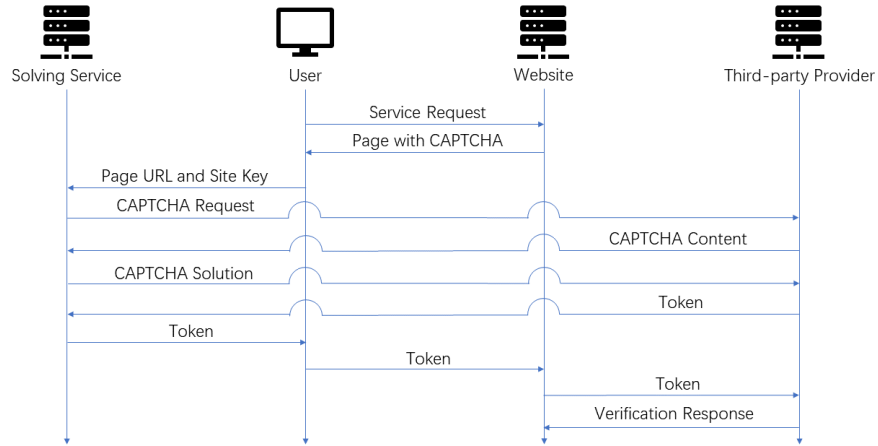 Solving Service
User
Website
Third-party Provider
Service Request
Page with CAPTCHA
Page URL and Site Key
CAPTCHA Request
CAPTCHA Content
CAPTCHA Solution
Token
Token
Token
Token
Verification Response